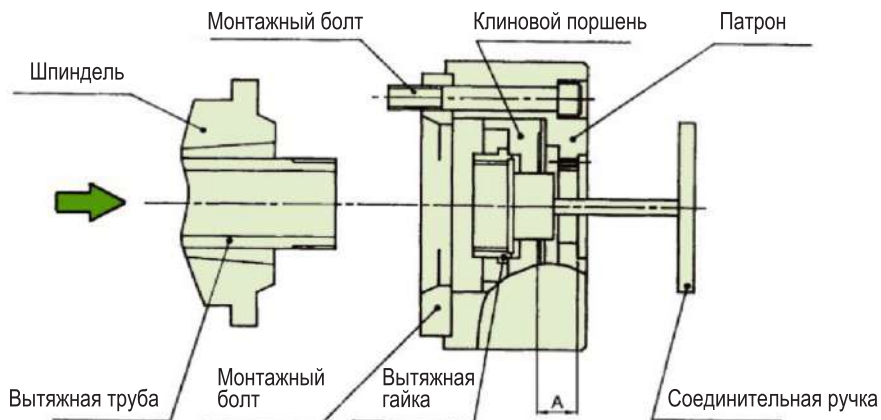 Монтажный болт
Клиновой поршень
Патрон
Шпиндель
A
Вытяжная труба
Монтажный
болт
Вытяжная
гайка
Соединительная ручка